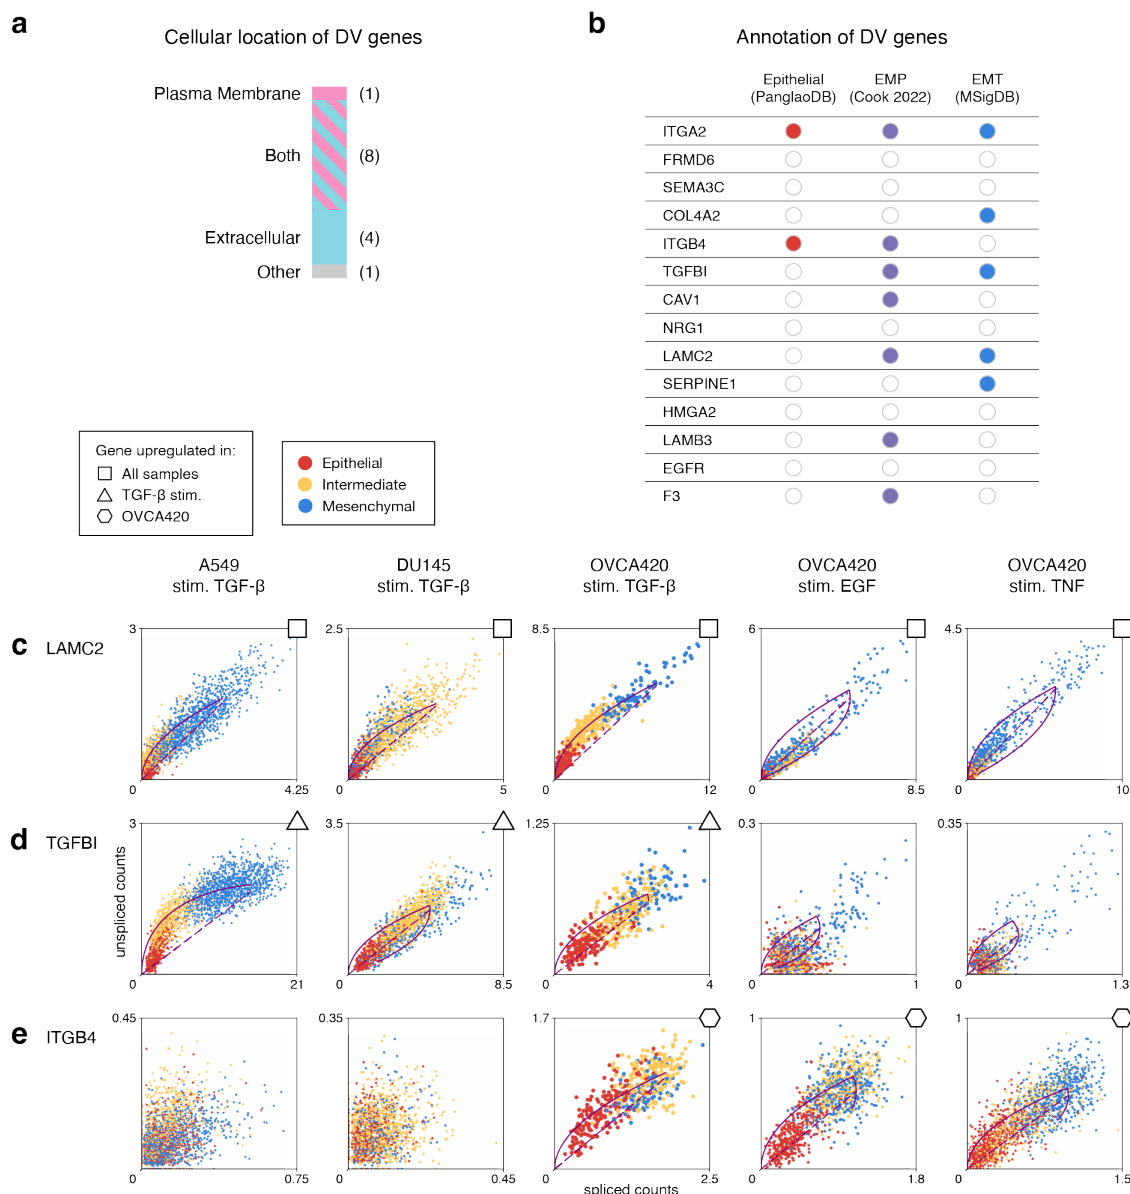 a
Cellular location of DV genes
Plasma Membrane (1)
Both (8)
Extracellular (4)
Other (1)
b
Annotation of DV genes
Epithelial EMP EMT
(PanglaoDB) (Cook 2022) (MSigDB)
ITGA2
FRMD6
SEMA3C
COL4A2
ITGB4
TGFBI
CAV1
NRG1
LAMC2
SERPINE1
HMGA2
LAMB3
EGFR
F3
Gene upregulated in:
All samples
TGF-β stim.
OVCA420
Epithelial
Intermediate
Mesenchymal
A549 DU145 OVCA420 OVCA420 OVCA420
stim. TGF-β stim. TGF-β stim. TGF-β stim. EGF stim. TNF
c LAMC2
3 2.5 8.5 6 4.5
0 4.25 0 5 0 12 0 8.5 0 10
d TGFBI
3 3.5 1.25 0.3 0.35
unspliced counts
0 21 0 8.5 0 4 0 1 0 1.3
e ITGB4
0.45 0.35 1.7 1 1
0 0.75 0 0.45 0 2.5 0 1.8 0 1.5
spliced counts